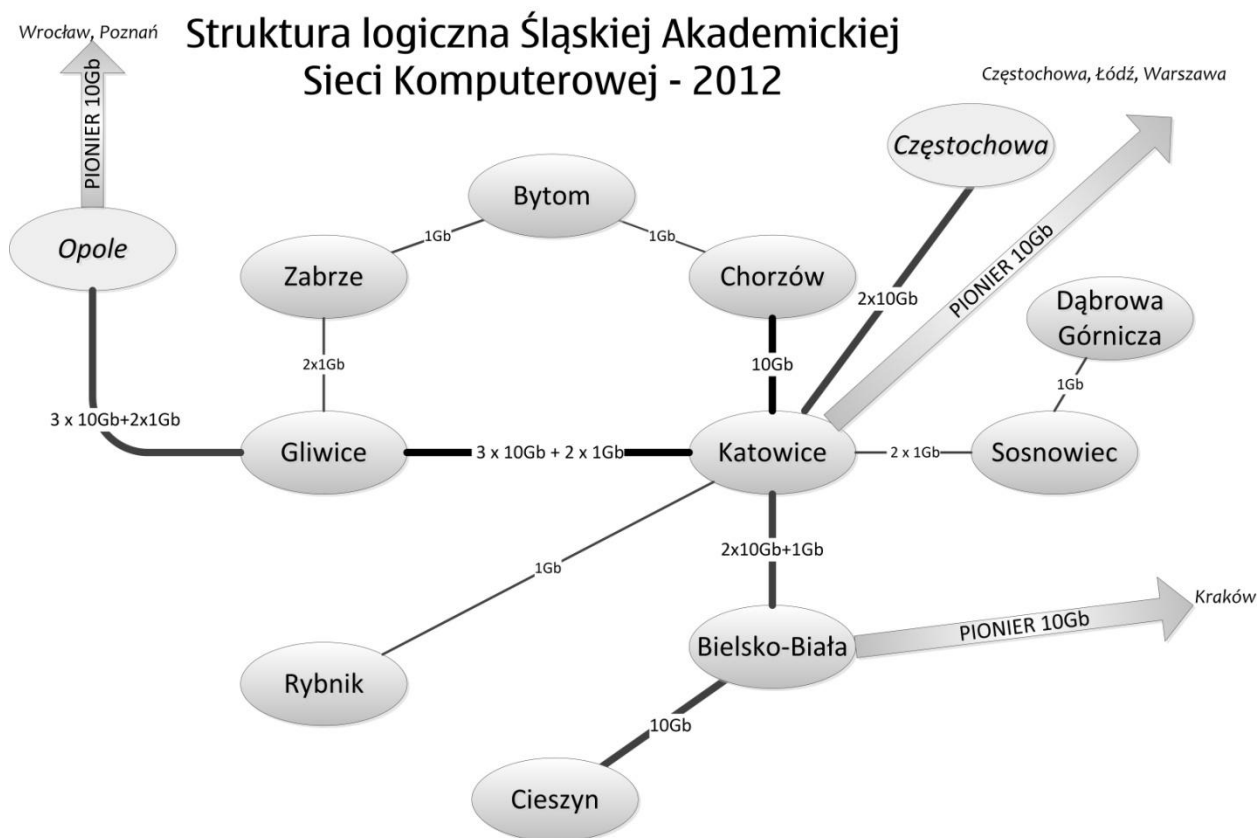 Wrocław, Poznań
Struktura logiczna Śląskiej Akademickiej
Sieci Komputerowej - 2012
Częstochowa, Łódź, Warszawa
PIONIER 10Gb
Częstochowa
Bytom
Opole
1Gb
1Gb
Zabrze
Chorzów
PIONIER 10Gb
2x10Gb
Dąbrowa
Górnicza
2x1Gb
10Gb
1Gb
3 x 10Gb+2x1Gb
Gliwice
3 x 10Gb + 2 x 1Gb
Katowice
2 x 1Gb
Sosnowiec
2x10Gb+1Gb
1Gb
Kraków
PIONIER 10Gb
Bielsko-Biała
Rybnik
10Gb
Cieszyn